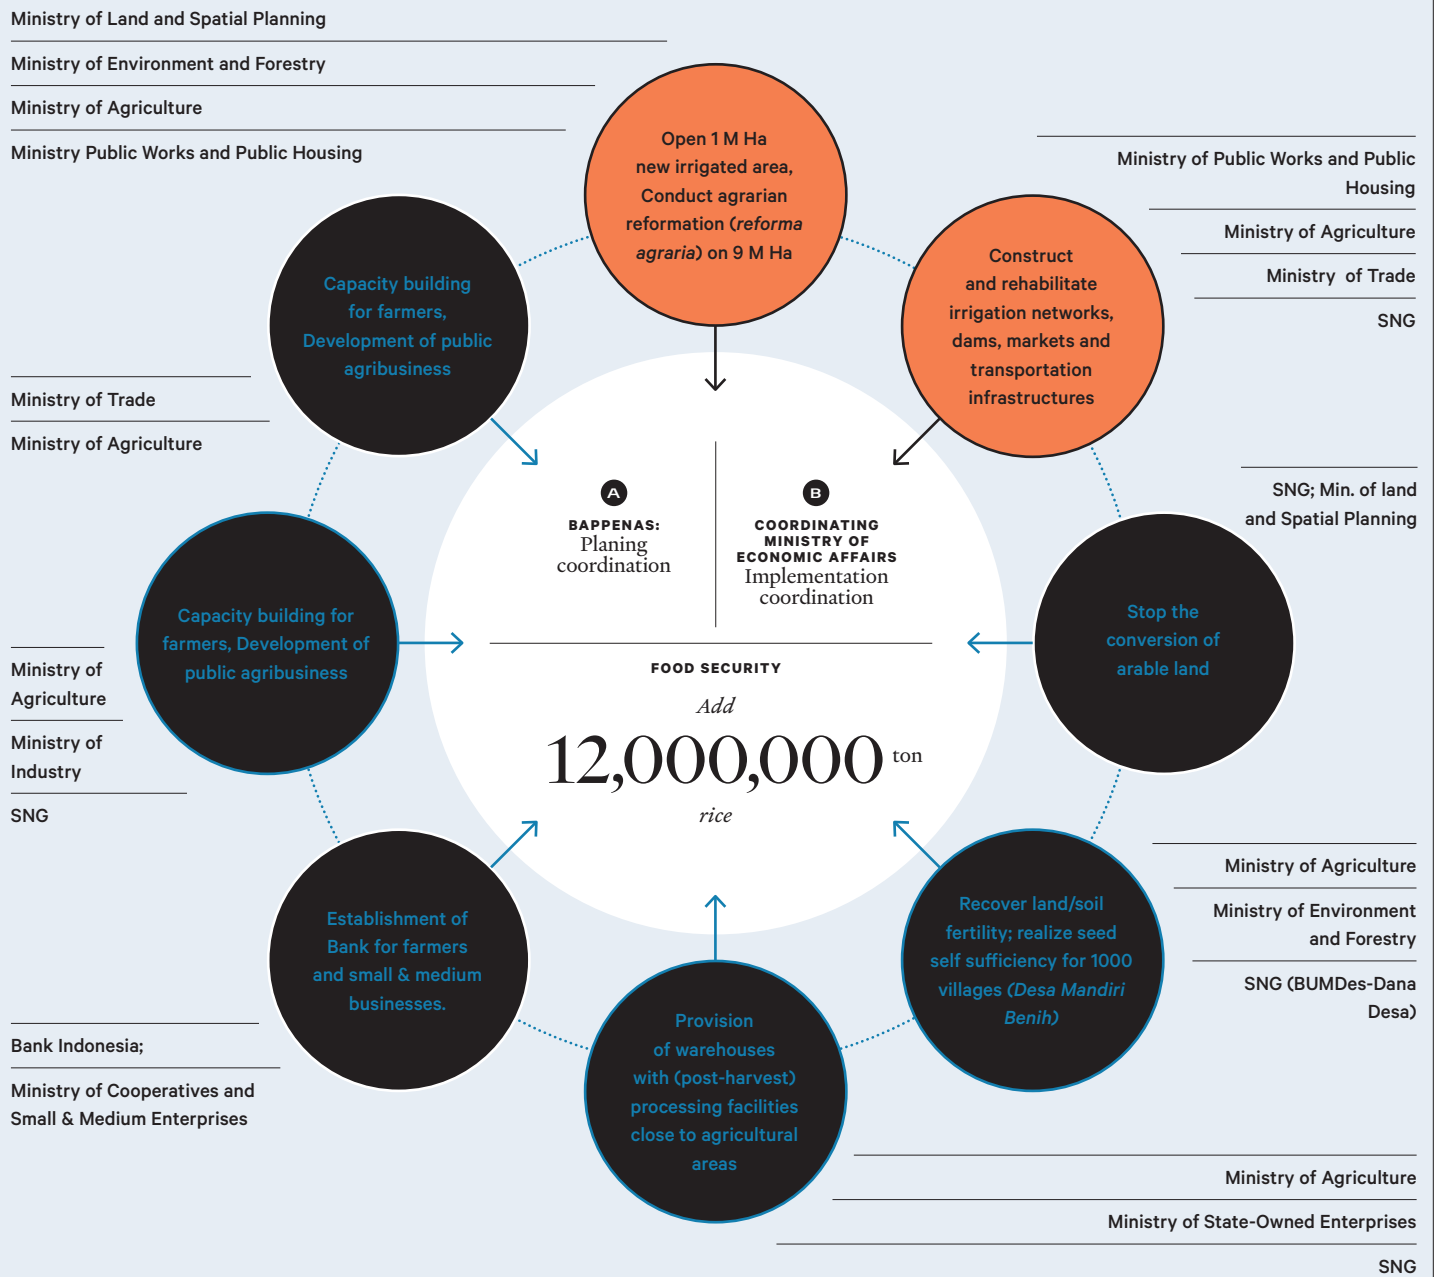 Ministry of Land and Spatial Planning
Ministry of Environment and Forestry
Ministry of Agriculture
Ministry Public Works and Public Housing
Open 1 M Ha
new irrigated area,
Conduct agrarian
reformation (reforma
agraria) on 9 M Ha
Ministry of Public Works and Public
Housing
Ministry of Agriculture
Ministry of Trade
SNG
Construct
and rehabilitate
irrigation networks,
dams, markets and
transportation
infrastructures
Capacity building
for farmers,
Development of public
agribusiness
Ministry of Trade
Ministry of Agriculture
SNG; Min. of land
and Spatial Planning
Stop the
conversion of
arable land
A
BAPPENAS:
Planing
coordination
B
COORDINATING
MINISTRY OF
ECONOMIC AFFAIRS
Implementation
coordination
FOOD SECURITY
Add
12,000,000 ton
rice
Capacity building for
farmers, Development of
public agribusiness
Ministry of
Agriculture
Ministry of
Industry
SNG
Ministry of Agriculture
Ministry of Environment
and Forestry
SNG (BUMDes-Dana
Desa)
Recover land/soil
fertility; realize seed
self sufficiency for 1000
villages (Desa Mandiri
Benih)
Establishment of
Bank for farmers
and small & medium
businesses.
Bank Indonesia;
Ministry of Cooperatives and
Small & Medium Enterprises
Provision
of warehouses
with (post-harvest)
processing facilities
close to agricultural
areas
Ministry of Agriculture
Ministry of State-Owned Enterprises
SNG